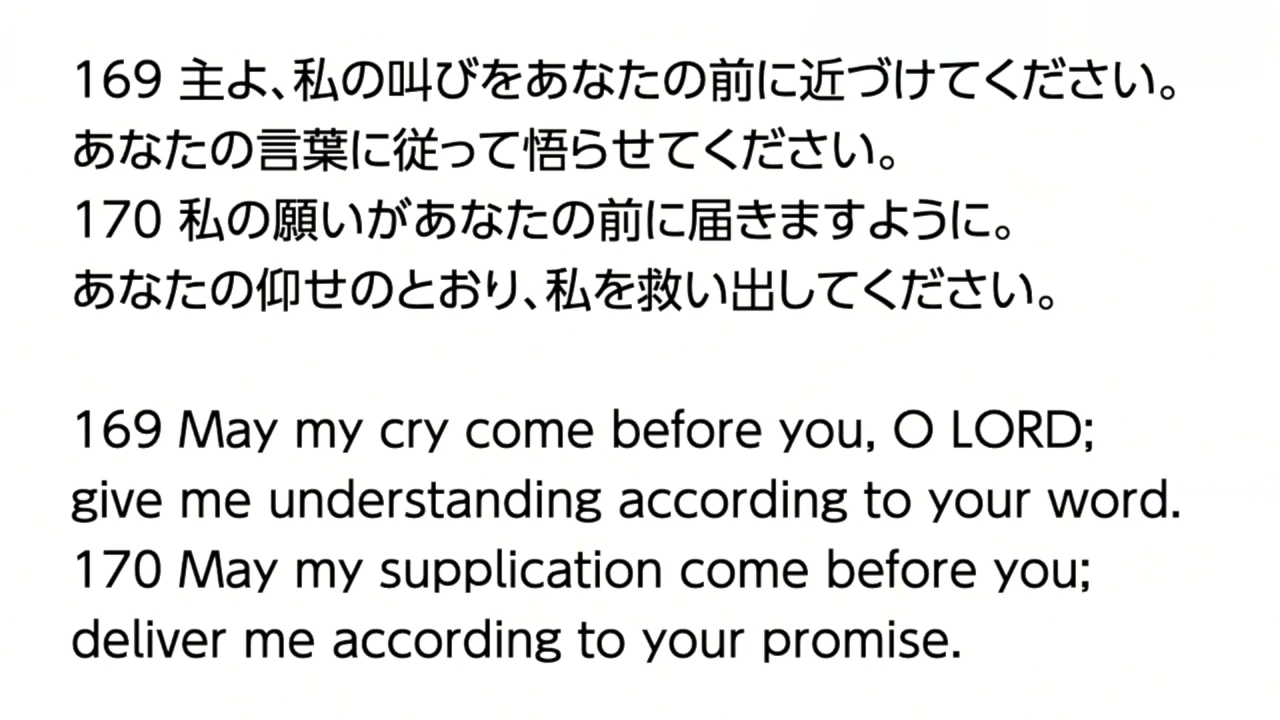 169 主よ、私の叫びをあなたの前に近づけてください。
あなたの言葉に従って悟らせてください。
170 私の願いがあなたの前に届きますように。
あなたの仰せのとおり、私を救い出してください。
169 May my cry come before you, O LORD;
give me understanding according to your word.
170 May my supplication come before you;
deliver me according to your promise.